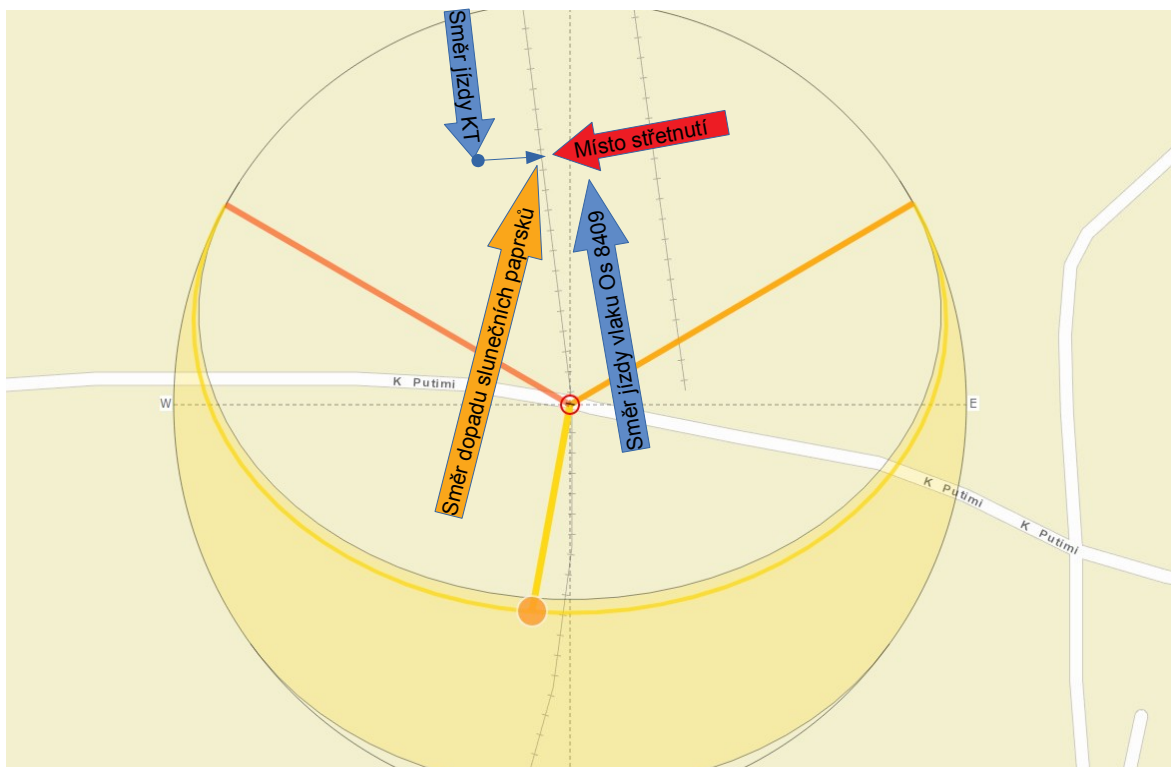 Směr jízdy KT
Místo střetnutí
Směr dopadu slunečních paprsků
Směr jízdy vlaku Os 8409
K Putimi
W
E
K Putimi
K Putimi